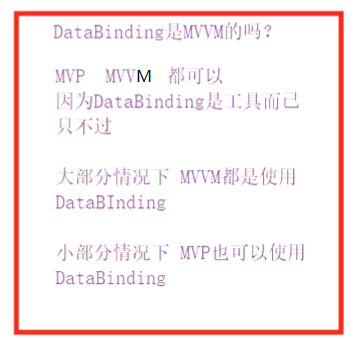 DataBinding是MVVM的吗？
MVP MVVM 都可以
因为DataBinding是工具而已
只不过
大部分情况下 MVVM都是使用
DataBInding
小部分情况下 MVP也可以使用
DataBinding